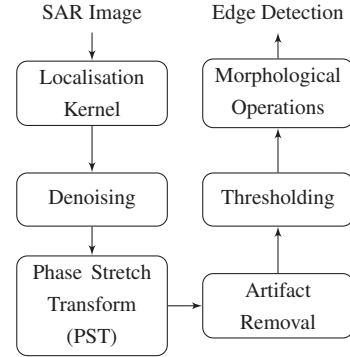 SAR Image
Localisation
Kernel
Denoising
Phase Stretch
Transform
(PST)
Artifact
Removal
Thresholding
Morphological
Operations
Edge Detection